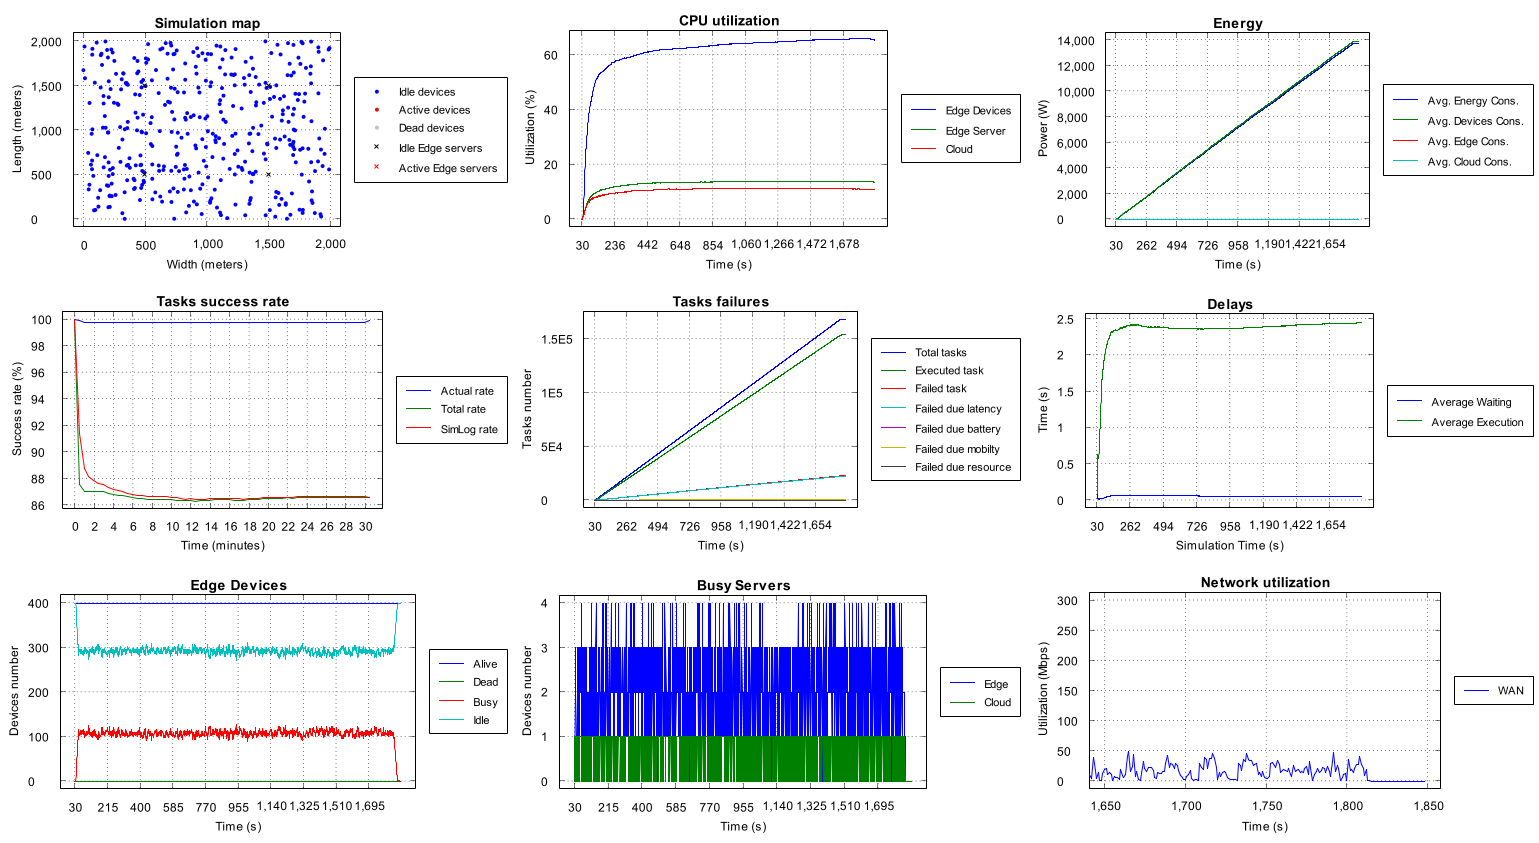 Simulation map
Length (meters)
2,000
1,500
1,000
500
0
0 500 1,000 1,500 2,000
Width (meters)
Idle devices
Active devices
Dead devices
Idle Edge servers
Active Edge servers
CPU utilization
Utilization (%)
60
40
20
0
30 236 442 648 854 1,060 1,266 1,472 1,678
Time (s)
Edge Devices
Edge Server
Cloud
Energy
Power (W)
14,000
12,000
10,000
8,000
6,000
4,000
2,000
0
30 262 494 726 958 1,190 1,422 1,654
Time (s)
Avg. Energy Cons.
Avg. Devices Cons.
Avg. Edge Cons.
Avg. Cloud Cons.
Tasks success rate
Success rate (%)
100
98
96
94
92
90
88
86
0 2 4 6 8 10 12 14 16 18 20 22 24 26 28 30
Time (minutes)
Actual rate
Total rate
SimLog rate
Tasks failures
Tasks number
1.5E5
1E5
5E4
0
30 262 494 726 958 1,190 1,422 1,654
Time (s)
Total tasks
Executed task
Failed task
Failed due latency
Failed due battery
Failed due mobilty
Failed due resource
Delays
Time (s)
2.5
2
1.5
1
0.5
0
30 262 494 726 958 1,190 1,422 1,654
Simulation Time (s)
Average Waiting
Average Execution
Edge Devices
Devices number
400
300
200
100
0
30 215 400 585 770 955 1,140 1,325 1,510 1,695
Time (s)
Alive
Dead
Busy
Idle
Busy Servers
Devices number
4
3
2
1
0
30 215 400 585 770 955 1,140 1,325 1,510 1,695
Time (s)
Edge
Cloud
Network utilization
Utilization (Mbps)
300
250
200
150
100
50
0
1,650 1,700 1,750 1,800 1,850
Time (s)
WAN